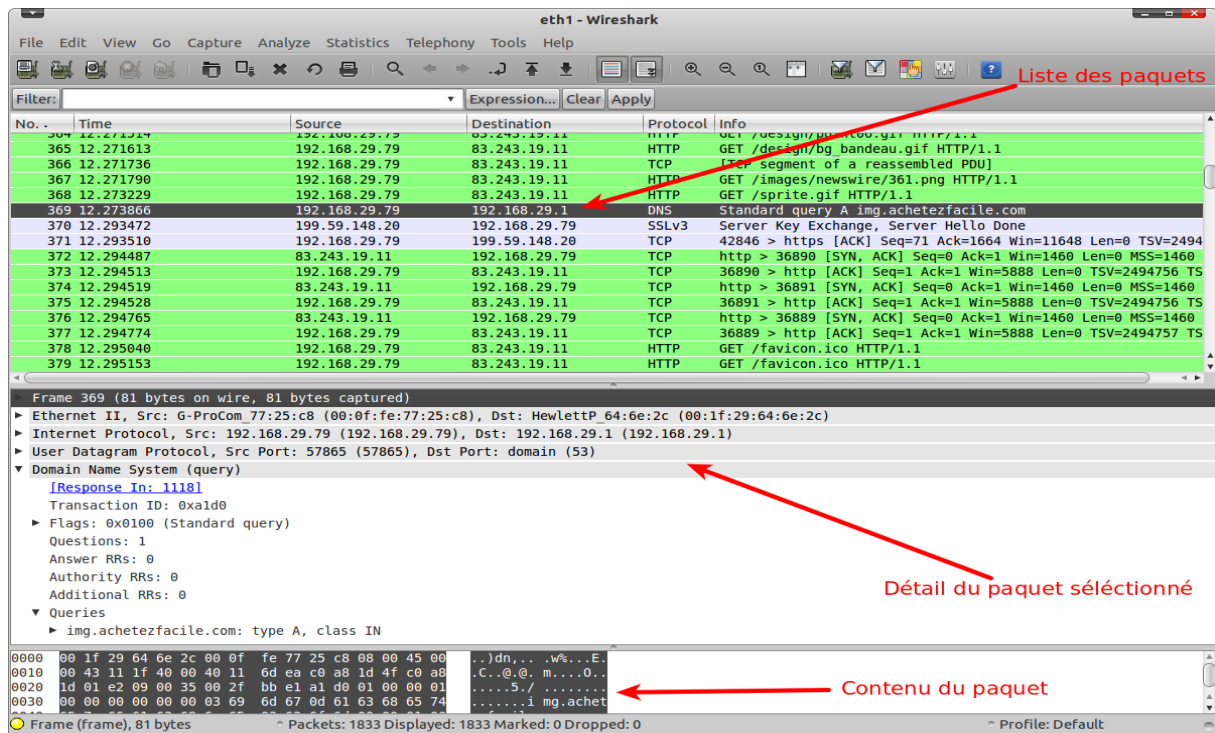 eth1 - Wireshark
File Edit View Go Capture Analyze Statistics Telephony Tools Help
Liste des paquets
Filter: Expression... Clear Apply
No. . Time Source Destination Protocol Info
364 12.271514 192.168.29.79 83.243.19.11 HTTP GET /design/point06.gif HTTP/1.1
365 12.271613 192.168.29.79 83.243.19.11 HTTP GET /design/bg_bandeau.gif HTTP/1.1
366 12.271736 192.168.29.79 83.243.19.11 TCP [TCP segment of a reassembled PDU]
367 12.271790 192.168.29.79 83.243.19.11 HTTP GET /images/newswire/361.png HTTP/1.1
368 12.273229 192.168.29.79 83.243.19.11 HTTP GET /sprite.gif HTTP/1.1
369 12.273866 192.168.29.79 192.168.29.1 DNS Standard query A img.achetezfacile.com
370 12.293472 199.59.148.20 192.168.29.79 SSLv3 Server Key Exchange, Server Hello Done
371 12.293510 192.168.29.79 199.59.148.20 TCP 42846 > https [ACK] Seq=71 Ack=1664 Win=11648 Len=0 TSV=2494
372 12.294487 83.243.19.11 192.168.29.79 TCP http > 36890 [SYN, ACK] Seq=0 Ack=1 Win=1460 Len=0 MSS=1460
373 12.294513 192.168.29.79 83.243.19.11 TCP 36890 > http [ACK] Seq=1 Ack=1 Win=5888 Len=0 TSV=2494756 TS
374 12.294519 83.243.19.11 192.168.29.79 TCP http > 36891 [SYN, ACK] Seq=0 Ack=1 Win=1460 Len=0 MSS=1460
375 12.294528 192.168.29.79 83.243.19.11 TCP 36891 > http [ACK] Seq=1 Ack=1 Win=5888 Len=0 TSV=2494756 TS
376 12.294765 83.243.19.11 192.168.29.79 TCP http > 36889 [SYN, ACK] Seq=0 Ack=1 Win=1460 Len=0 MSS=1460
377 12.294774 192.168.29.79 83.243.19.11 TCP 36889 > http [ACK] Seq=1 Ack=1 Win=5888 Len=0 TSV=2494757 TS
378 12.295040 192.168.29.79 83.243.19.11 HTTP GET /favicon.ico HTTP/1.1
379 12.295153 192.168.29.79 83.243.19.11 HTTP GET /favicon.ico HTTP/1.1
Frame 369 (81 bytes on wire, 81 bytes captured)
Ethernet II, Src: G-ProCom_77:25:c8 (00:0f:fe:77:25:c8), Dst: HewlettP_64:6e:2c (00:1f:29:64:6e:2c)
Internet Protocol, Src: 192.168.29.79 (192.168.29.79), Dst: 192.168.29.1 (192.168.29.1)
User Datagram Protocol, Src Port: 57865 (57865), Dst Port: domain (53)
Domain Name System (query)
[Response In: 1118]
Transaction ID: 0xa1d0
Flags: 0x0100 (Standard query)
Questions: 1
Answer RRs: 0
Authority RRs: 0
Additional RRs: 0
Détail du paquet séléctionné
Queries
img.achetezfacile.com: type A, class IN
0000 00 1f 29 64 6e 2c 00 0f fe 77 25 c8 08 00 45 00 ..)dn,.. .w%...E.
0010 00 43 11 1f 40 00 40 11 6d ea c0 a8 1d 4f c0 a8 .C..@.@. m....O..
0020 1d 01 e2 09 00 35 00 2f bb e1 a1 d0 01 00 00 01 .....5./ ........
0030 00 00 00 00 00 00 03 69 6d 67 0d 61 63 68 65 74 .......i mg.achet
Contenu du paquet
Frame (frame), 81 bytes Packets: 1833 Displayed: 1833 Marked: 0 Dropped: 0 Profile: Default